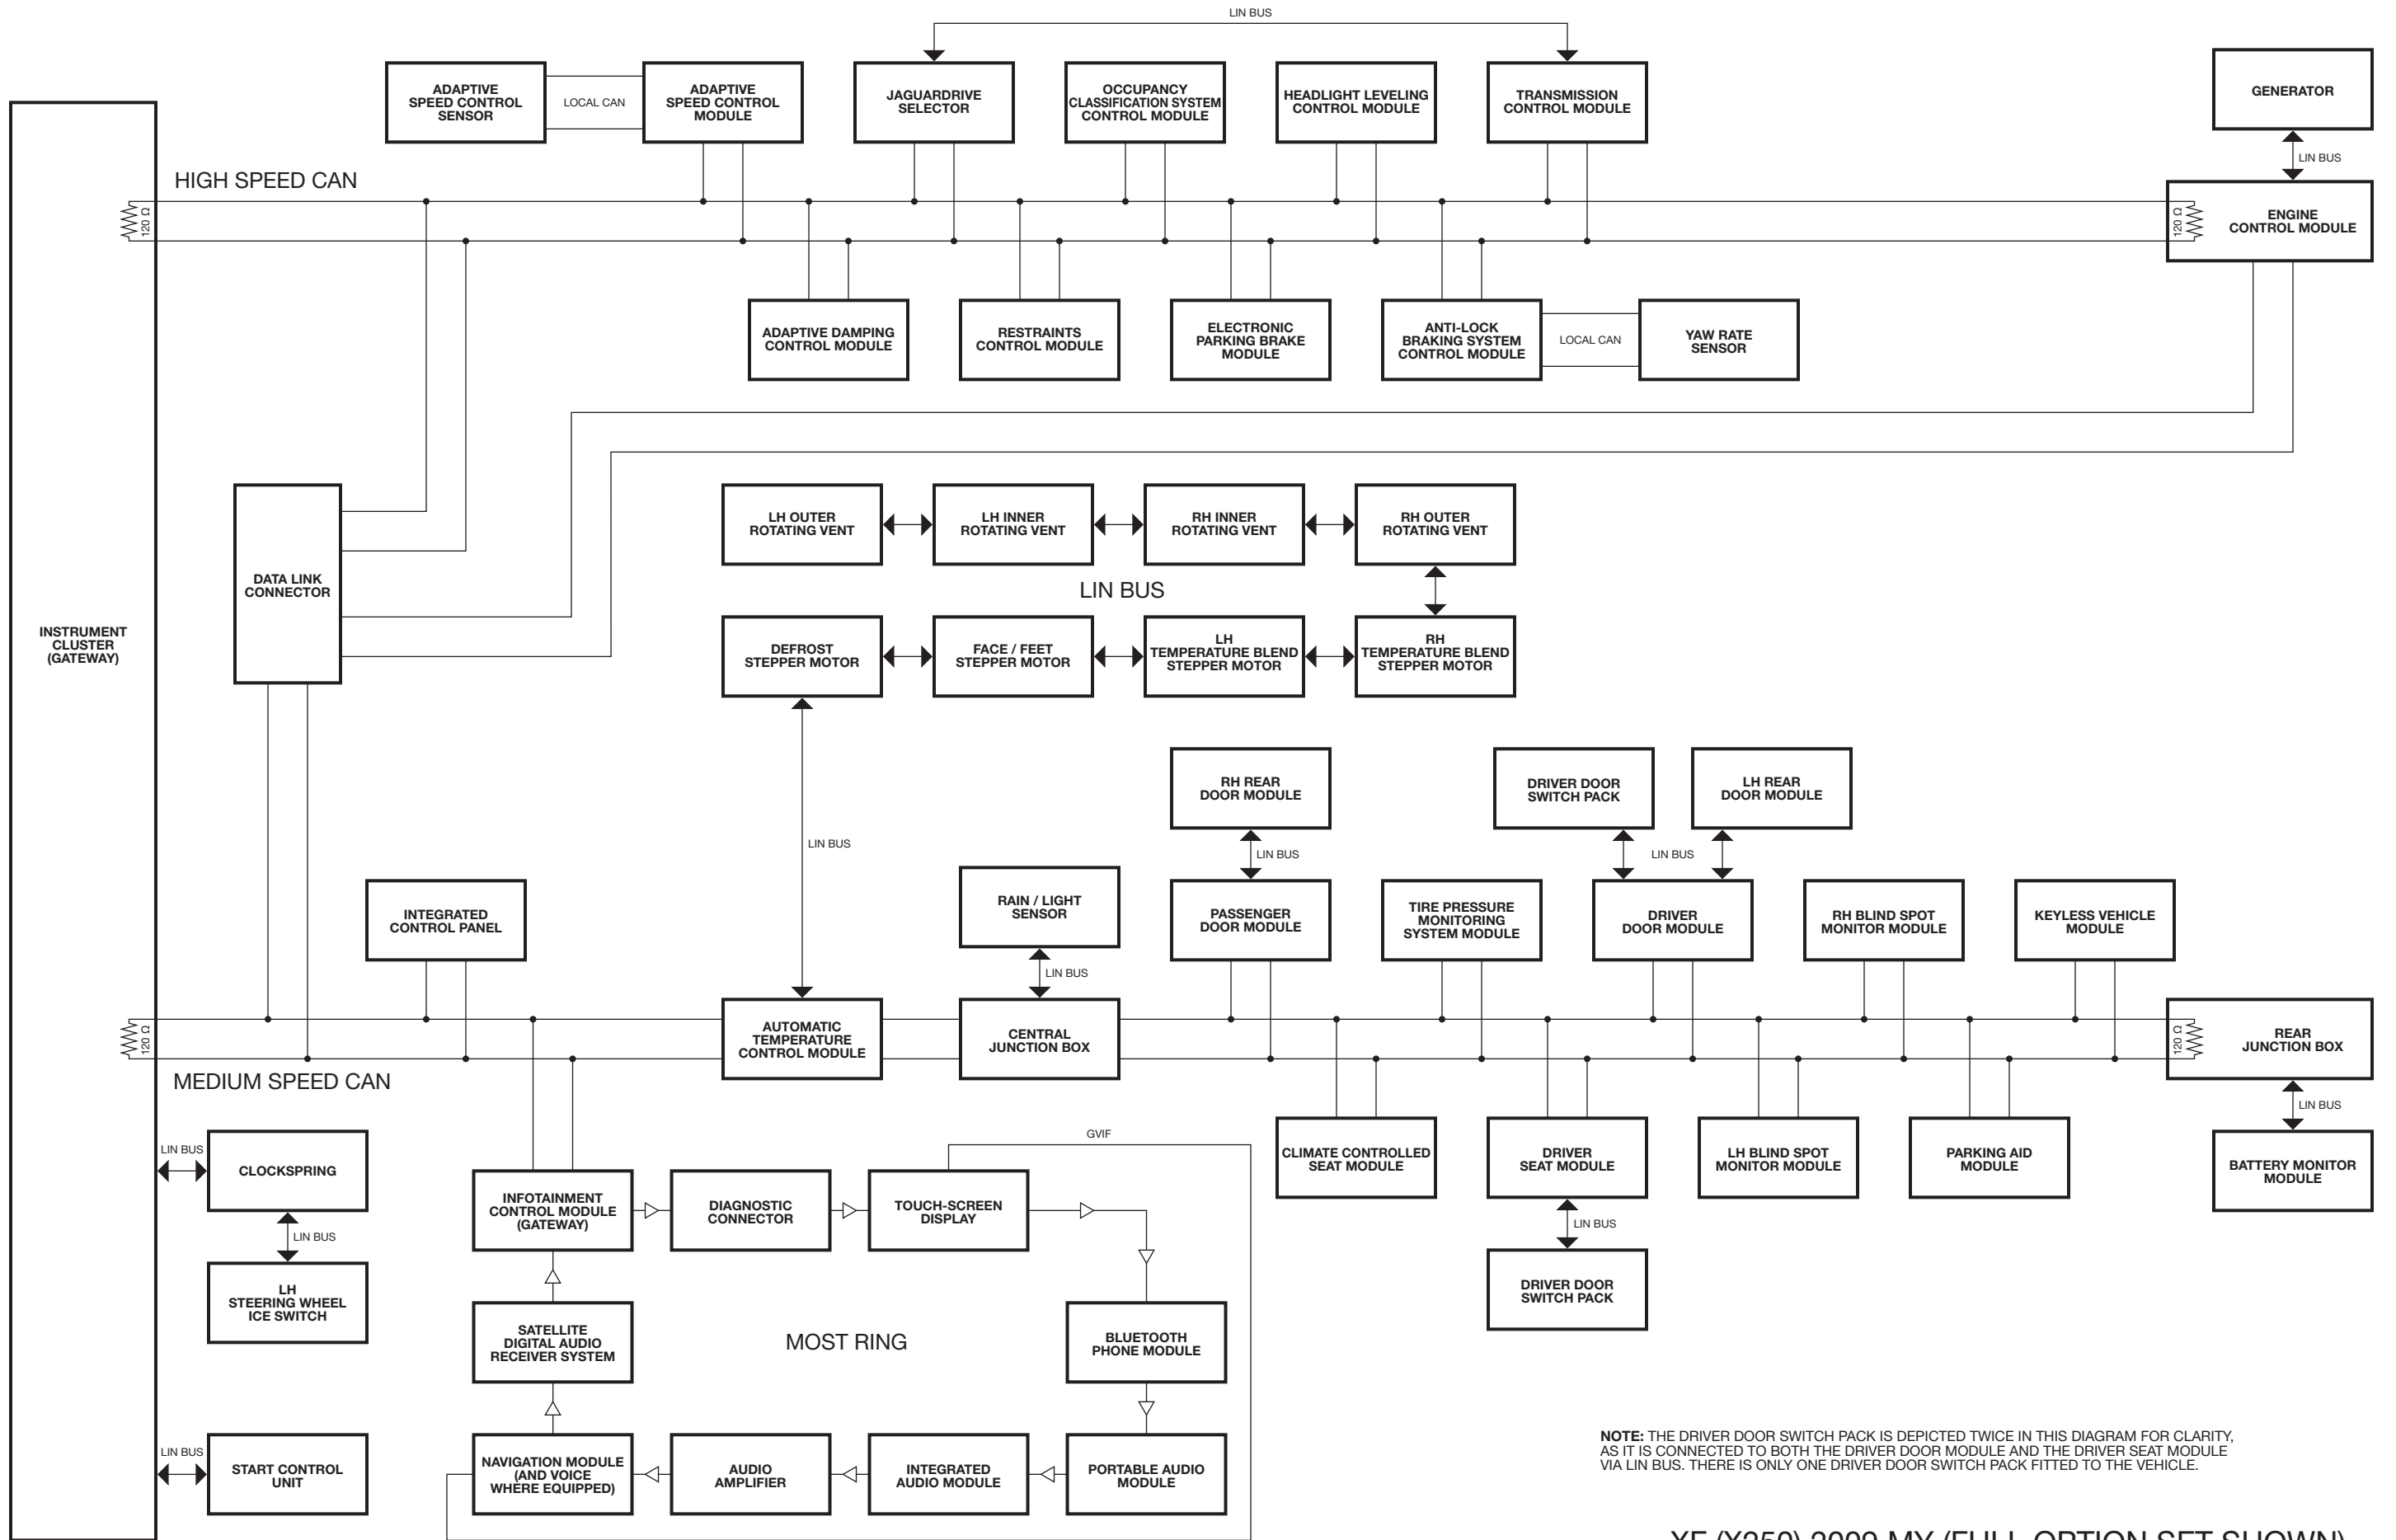 LIN BUS
ADAPTIVE
SPEED CONTROL
SENSOR
LOCAL CAN
ADAPTIVE
SPEED CONTROL
MODULE
JAGUARDRIVE
SELECTOR
OCCUPANCY
CLASSIFICATION SYSTEM
CONTROL MODULE
HEADLIGHT LEVELING
CONTROL MODULE
TRANSMISSION
CONTROL MODULE
GENERATOR
LIN BUS
HIGH SPEED CAN
120 Ω
120 Ω
ENGINE
CONTROL MODULE
ADAPTIVE DAMPING
CONTROL MODULE
RESTRAINTS
CONTROL MODULE
ELECTRONIC
PARKING BRAKE
MODULE
ANTI-LOCK
BRAKING SYSTEM
CONTROL MODULE
LOCAL CAN
YAW RATE
SENSOR
LH OUTER
ROTATING VENT
LH INNER
ROTATING VENT
RH INNER
ROTATING VENT
RH OUTER
ROTATING VENT
DATA LINK
CONNECTOR
LIN BUS
INSTRUMENT
CLUSTER
(GATEWAY)
DEFROST
STEPPER MOTOR
FACE / FEET
STEPPER MOTOR
LH
TEMPERATURE BLEND
STEPPER MOTOR
RH
TEMPERATURE BLEND
STEPPER MOTOR
RH REAR
DOOR MODULE
DRIVER DOOR
SWITCH PACK
LH REAR
DOOR MODULE
LIN BUS
LIN BUS
LIN BUS
INTEGRATED
CONTROL PANEL
RAIN / LIGHT
SENSOR
PASSENGER
DOOR MODULE
TIRE PRESSURE
MONITORING
SYSTEM MODULE
DRIVER
DOOR MODULE
RH BLIND SPOT
MONITOR MODULE
KEYLESS VEHICLE
MODULE
LIN BUS
120 Ω
AUTOMATIC
TEMPERATURE
CONTROL MODULE
CENTRAL
JUNCTION BOX
120 Ω
REAR
JUNCTION BOX
MEDIUM SPEED CAN
LIN BUS
LIN BUS
CLOCKSPRING
GVIF
INFOTAINMENT
CONTROL MODULE
(GATEWAY)
DIAGNOSTIC
CONNECTOR
TOUCH-SCREEN
DISPLAY
CLIMATE CONTROLLED
SEAT MODULE
DRIVER
SEAT MODULE
LH BLIND SPOT
MONITOR MODULE
PARKING AID
MODULE
BATTERY MONITOR
MODULE
LIN BUS
LIN BUS
LH
STEERING WHEEL
ICE SWITCH
DRIVER DOOR
SWITCH PACK
SATELLITE
DIGITAL AUDIO
RECEIVER SYSTEM
MOST RING
BLUETOOTH
PHONE MODULE
LIN BUS
START CONTROL
UNIT
NAVIGATION MODULE
(AND VOICE
WHERE EQUIPPED)
AUDIO
AMPLIFIER
INTEGRATED
AUDIO MODULE
PORTABLE AUDIO
MODULE
NOTE: THE DRIVER DOOR SWITCH PACK IS DEPICTED TWICE IN THIS DIAGRAM FOR CLARITY,
AS IT IS CONNECTED TO BOTH THE DRIVER DOOR MODULE AND THE DRIVER SEAT MODULE
VIA LIN BUS. THERE IS ONLY ONE DRIVER DOOR SWITCH PACK FITTED TO THE VEHICLE.
XF (X250) 2009 MY (FULL OPTION SET SHOWN)